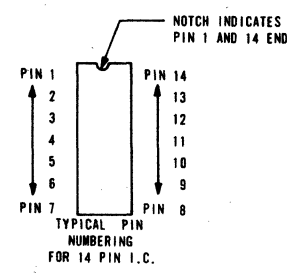 NOTCH INDICATES
PIN 1 AND 14 END
PIN 1 PIN 14
2 13
3 12
4 11
5 10
6 9
PIN 7 PIN 8
TYPICAL PIN
NUMBERING
FOR 14 PIN I.C.